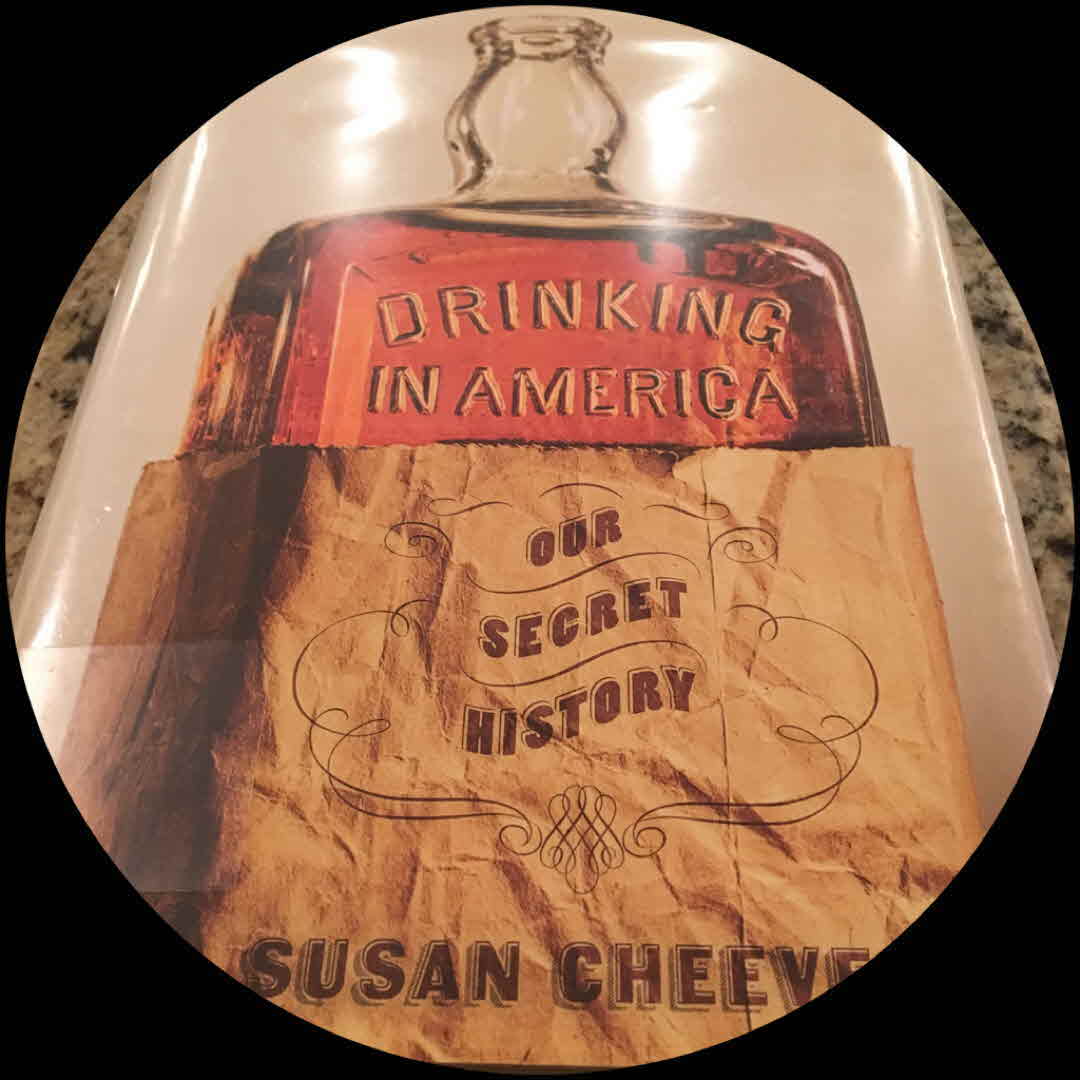 DRINKING
IN AMERICA
OUR
SECRET
HISTORY
SUSAN CHEEVE